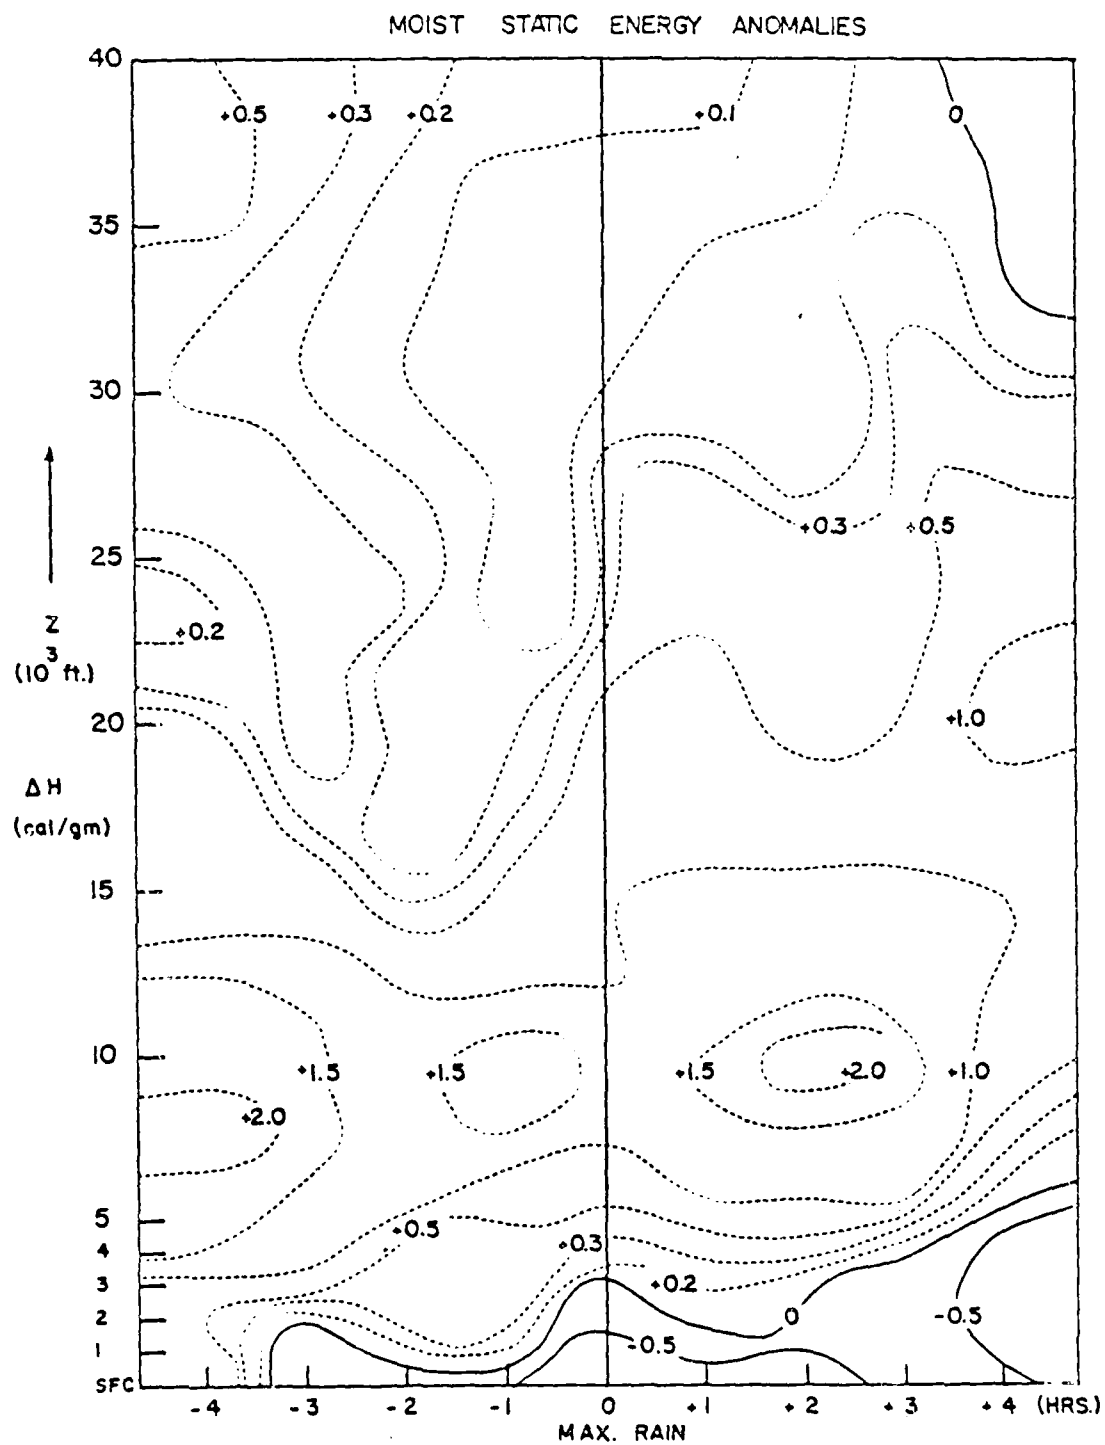 MOIST STATIC ENERGY ANOMALIES
40
+0.5 +0.3 +0.2 +0.1 0
35
30
25
+0.3 +0.5
Z
(10³ ft.)
+0.2
20
+1.0
ΔH
(cal/gm)
15
10
+1.5 +1.5 +1.5 +2.0 +1.0
+2.0
5
+0.5 +0.3
4
3
+0.2
2
0 -0.5
1
-0.5
SFC
-4 -3 -2 -1 0 +1 +2 +3 +4 (HRS.)
MAX. RAIN